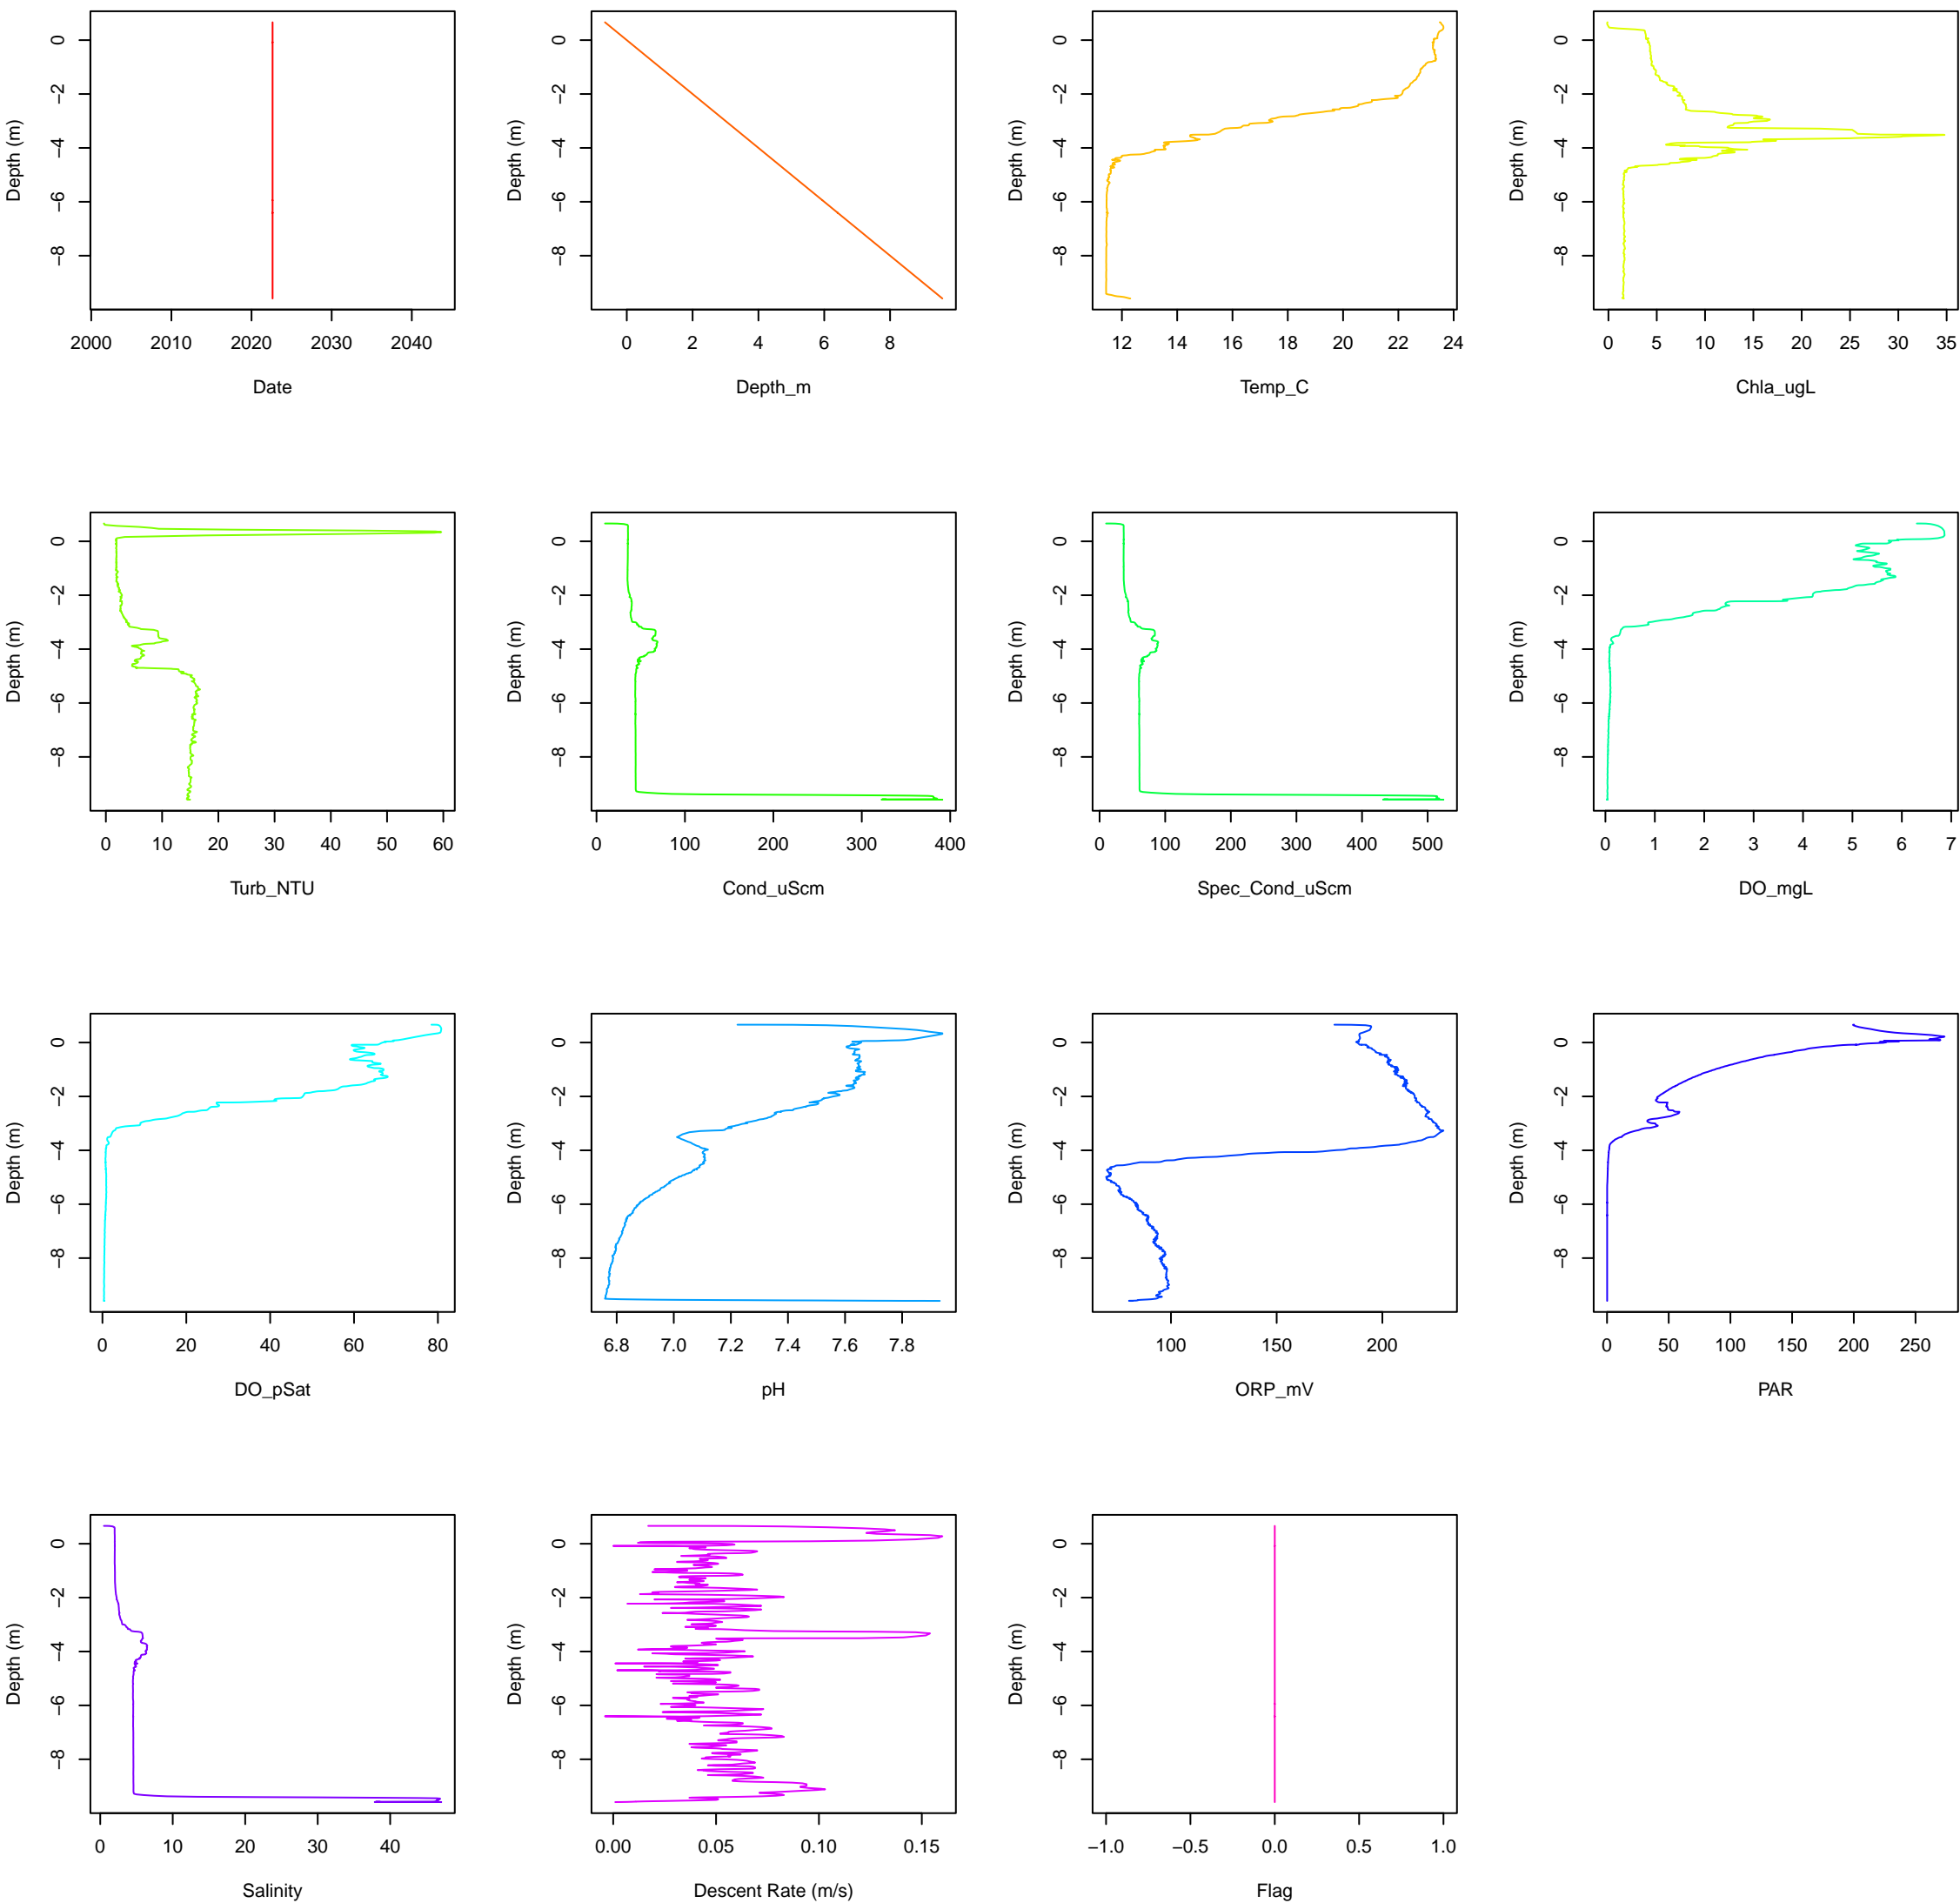 0 0 0 0
−2 −2 −2 −2
−4 −4 −4 −4
−6 −6 −6 −6
−8 −8 −8 −8
Depth (m) Depth (m) Depth (m) Depth (m)
2000 2010 2020 2030 2040 0 2 4 6 8 12 14 16 18 20 22 24 0 5 10 15 20 25 30 35
Date Depth_m Temp_C Chla_ugL
0 0 0 0
−2 −2 −2 −2
−4 −4 −4 −4
−6 −6 −6 −6
−8 −8 −8 −8
Depth (m) Depth (m) Depth (m) Depth (m)
0 10 20 30 40 50 60 0 100 200 300 400 0 100 200 300 400 500 0 1 2 3 4 5 6 7
Turb_NTU Cond_uScm Spec_Cond_uScm DO_mgL
0 0 0 0
−2 −2 −2 −2
−4 −4 −4 −4
−6 −6 −6 −6
−8 −8 −8 −8
Depth (m) Depth (m) Depth (m) Depth (m)
0 20 40 60 80 6.8 7.0 7.2 7.4 7.6 7.8 100 150 200 0 50 100 150 200 250
DO_pSat pH ORP_mV PAR
0 0 0
−2 −2 −2
−4 −4 −4
−6 −6 −6
−8 −8 −8
Depth (m) Depth (m) Depth (m)
0 10 20 30 40 0.00 0.05 0.10 0.15 −1.0 −0.5 0.0 0.5 1.0
Salinity Descent Rate (m/s) Flag